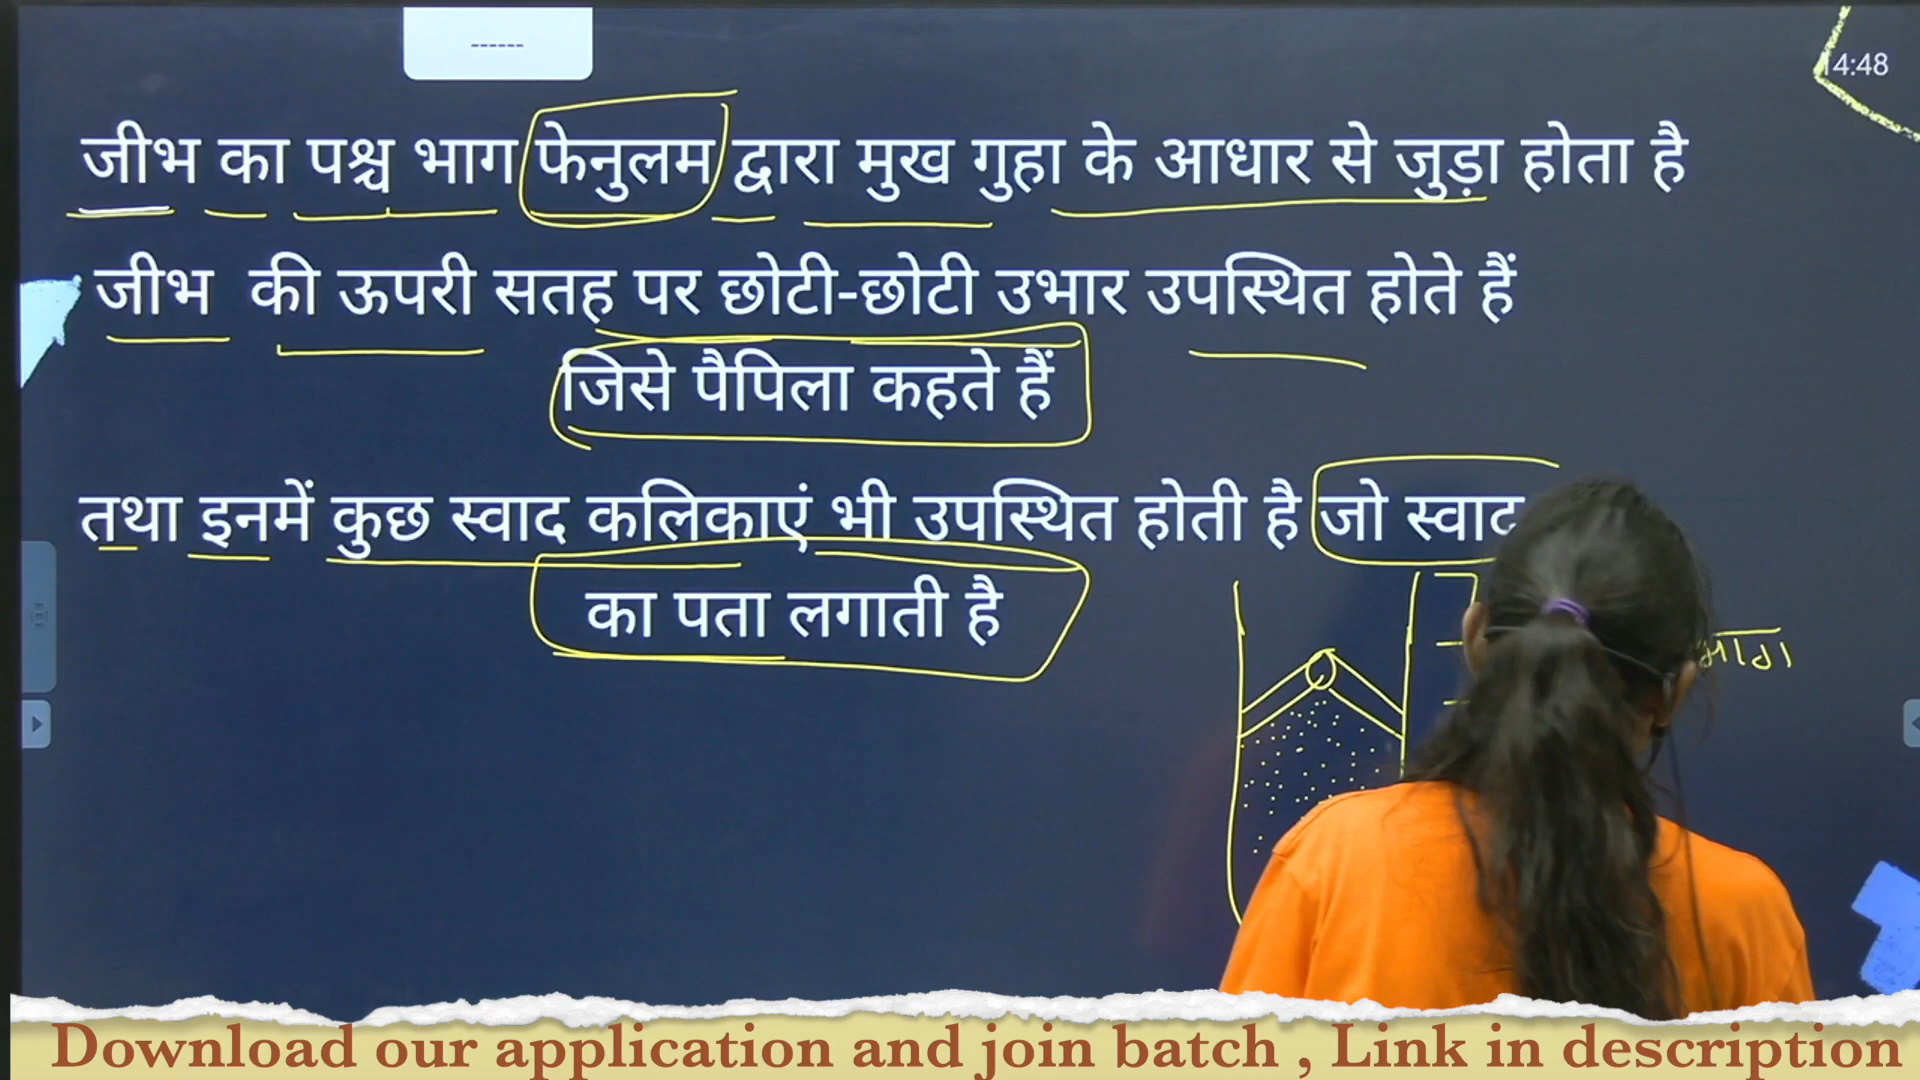 ------
14:48
जीभ का पश्च भाग फेनुलम द्वारा मुख गुहा के आधार से जुड़ा होता है
जीभ की ऊपरी सतह पर छोटी-छोटी उभार उपस्थित होते हैं
जिसे पैपिला कहते हैं
तथा इनमें कुछ स्वाद कलिकाएं भी उपस्थित होती है जो स्वाद
का पता लगाती है
Download our application and join batch , Link in description